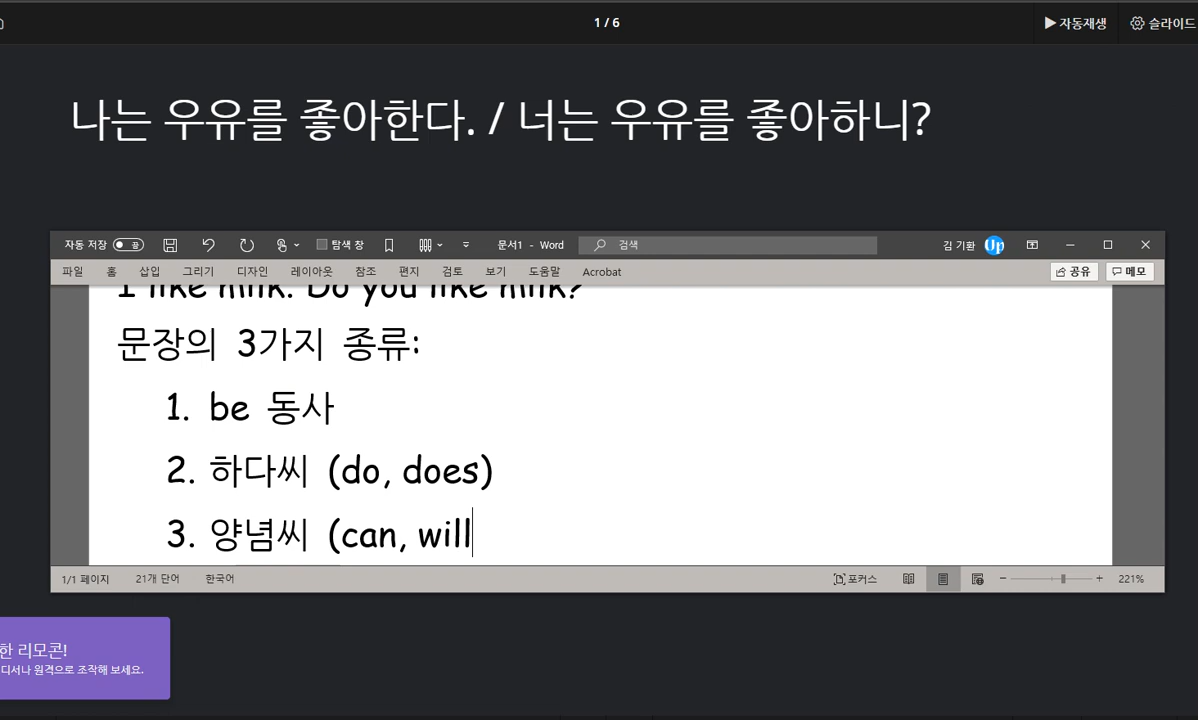 1 / 6
▶자동재생
슬라이드
나는 우유를 좋아한다. / 너는 우유를 좋아하니?
자동 저장 끔 탐색 창 문서1 - Word 검색 김 기환 Up
파일 홈 삽입 그리기 디자인 레이아웃 참조 편지 검토 보기 도움말 Acrobat 공유 메모
I like milk. Do you like milk?
문장의 3가지 종류:
1. be 동사
2. 하다씨 (do, does)
3. 양념씨 (can, will
1/1 페이지 21개 단어 한국어 포커스 221%
한 리모콘!
디서나 원격으로 조작해 보세요.